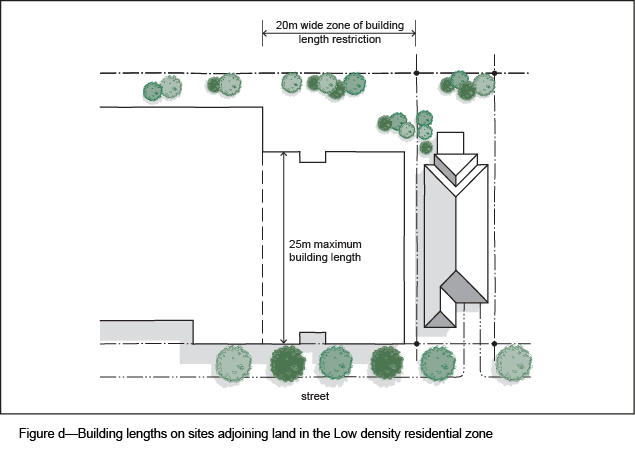 20m wide zone of building
length restriction
25m maximum
building length
street
Figure d—Building lengths on sites adjoining land in the Low density residential zone